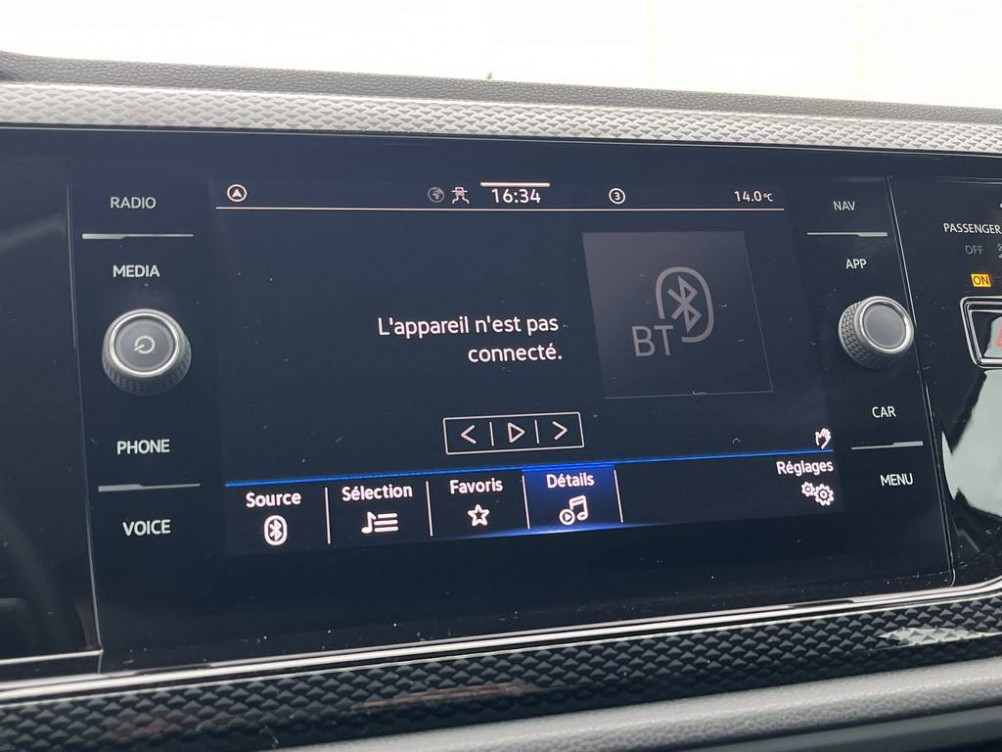 RADIO
MEDIA
PHONE
VOICE
16:34
3
14.0°C
L'appareil n'est pas
connecté.
BT
Source
Sélection
Favoris
Détails
Réglages
NAV
APP
CAR
MENU
PASSENGER
OFF
ON